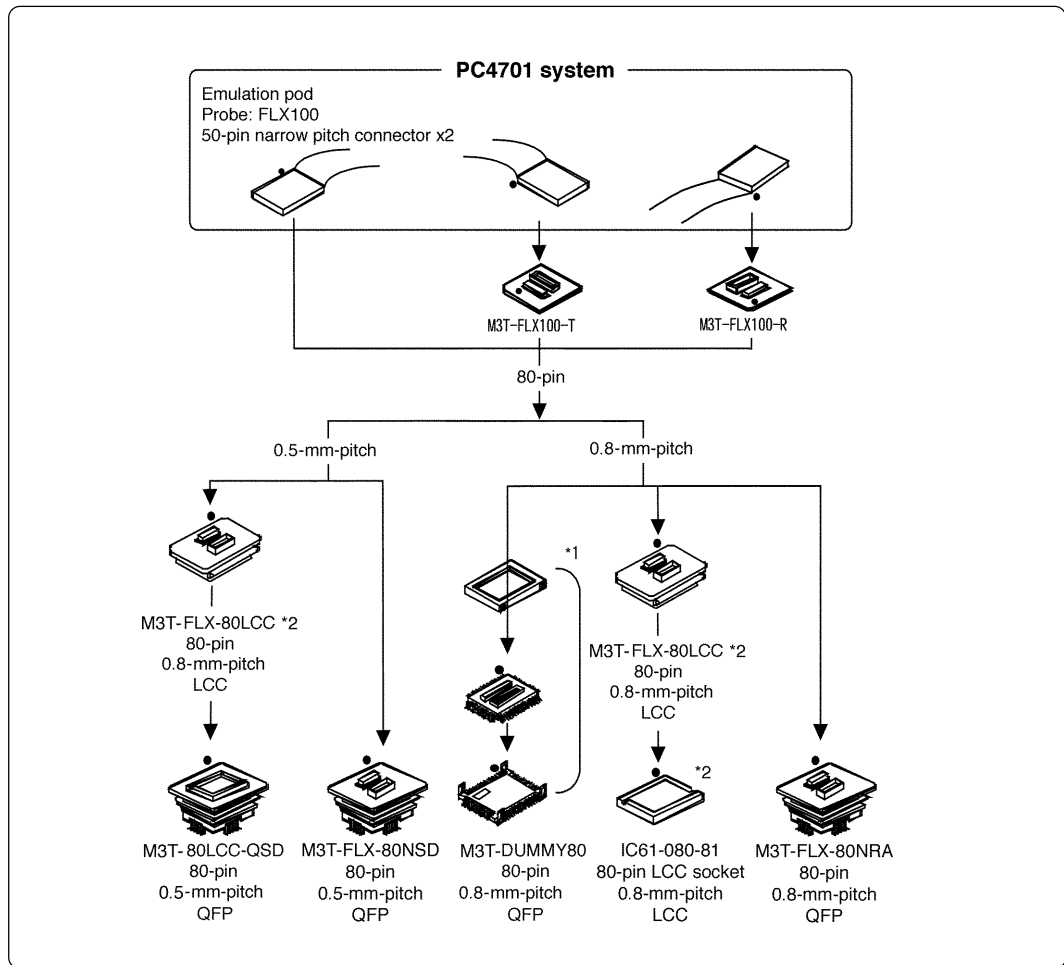 PC4701 system
Emulation pod
Probe: FLX100
50-pin narrow pitch connector x2
M3T-FLX100-T
M3T-FLX100-R
80-pin
0.5-mm-pitch
0.8-mm-pitch
*1
M3T-FLX-80LCC *2
80-pin
0.8-mm-pitch
LCC
M3T-FLX-80LCC *2
80-pin
0.8-mm-pitch
LCC
*2
M3T-80LCC-QSD
80-pin
0.5-mm-pitch
QFP
M3T-FLX-80NSD
80-pin
0.5-mm-pitch
QFP
M3T-DUMMY80
80-pin
0.8-mm-pitch
QFP
IC61-080-81
80-pin LCC socket
0.8-mm-pitch
LCC
M3T-FLX-80NRA
80-pin
0.8-mm-pitch
QFP